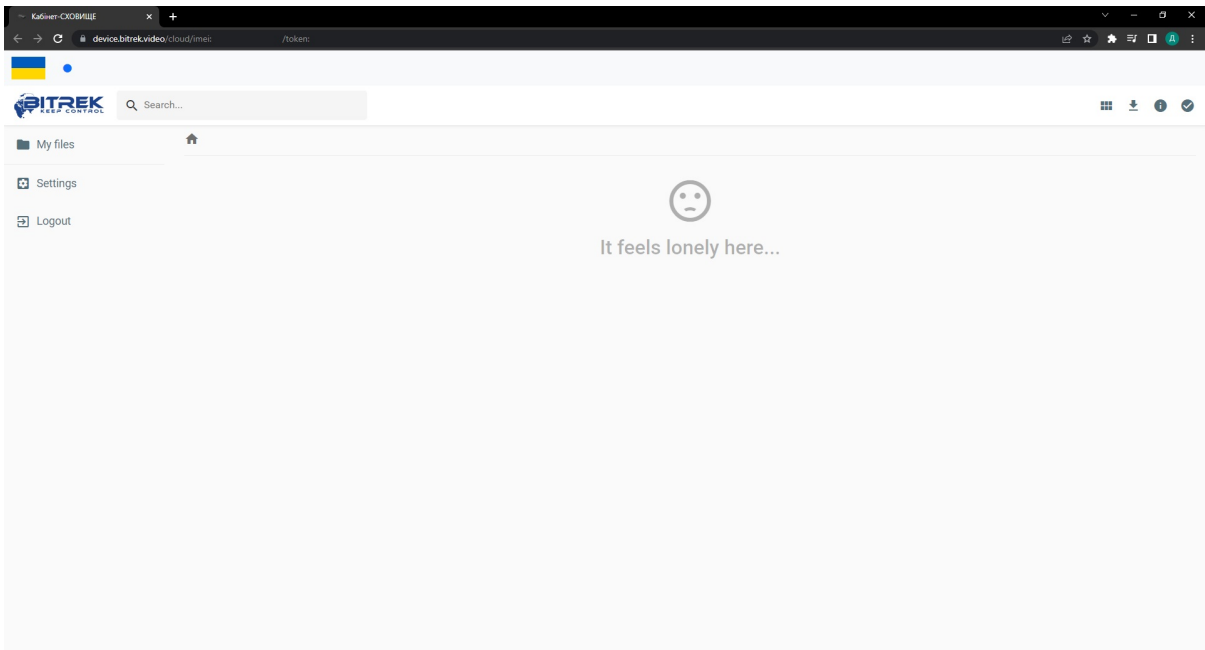 Кабінет-СХОВИЩЕ
device.bitrek.video/cloud/imei: /token:
Д
BITREK
KEEP CONTROL
Search...
My files
Settings
Logout
It feels lonely here...